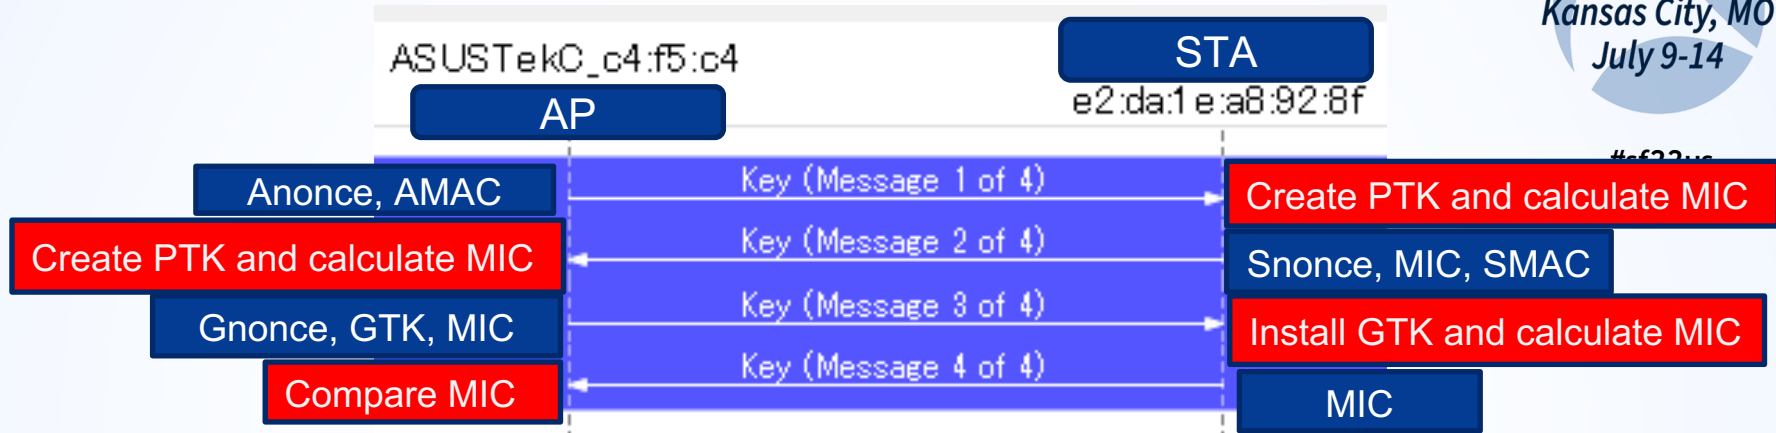 Kansas City, MO
July 9-14
ASUSTekC_c4:f5:c4
STA
AP
e2:da:1e:a8:92:8f
Anonce, AMAC
Key (Message 1 of 4)
Create PTK and calculate MIC
Create PTK and calculate MIC
Key (Message 2 of 4)
Snonce, MIC, SMAC
Gnonce, GTK, MIC
Key (Message 3 of 4)
Install GTK and calculate MIC
Compare MIC
Key (Message 4 of 4)
MIC